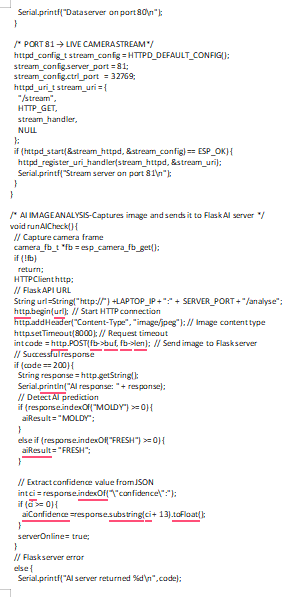 Serial.printf("Data server on port 80\n");
}
/* PORT 81 → LIVE CAMERA STREAM */
httpd_config_t stream_config = HTTPD_DEFAULT_CONFIG();
stream_config.server_port = 81;
stream_config.ctrl_port = 32769;
httpd_uri_t stream_uri = {
"/stream",
HTTP_GET,
stream_handler,
NULL
};
if (httpd_start(&stream_httpd, &stream_config) == ESP_OK) {
httpd_register_uri_handler(stream_httpd, &stream_uri);
Serial.printf("Stream server on port 81\n");
}
}
/* AI IMAGE ANALYSIS-Captures image and sends it to Flask AI server */
void runAICheck() {
// Capture camera frame
camera_fb_t *fb = esp_camera_fb_get();
if (!fb)
return;
HTTPClient http;
// Flask API URL
String url=String("http://") +LAPTOP_IP + ":" + SERVER_PORT + "/analyse";
http.begin(url); // Start HTTP connection
http.addHeader("Content-Type", "image/jpeg"); // Image content type
http.setTimeout(8000); // Request timeout
int code = http.POST(fb->buf, fb->len); // Send image to Flask server
// Successful response
if (code == 200) {
String response = http.getString();
Serial.println("AI response: " + response);
// Detect AI prediction
if (response.indexOf("MOLDY") >= 0) {
aiResult = "MOLDY";
}
else if (response.indexOf("FRESH") >= 0) {
aiResult = "FRESH";
}
// Extract confidence value from JSON
int ci = response.indexOf("\"confidence\":");
if (ci >= 0) {
aiConfidence =response.substring(ci + 13).toFloat();
}
serverOnline = true;
}
// Flask server error
else {
Serial.printf("AI server returned %d\n", code);